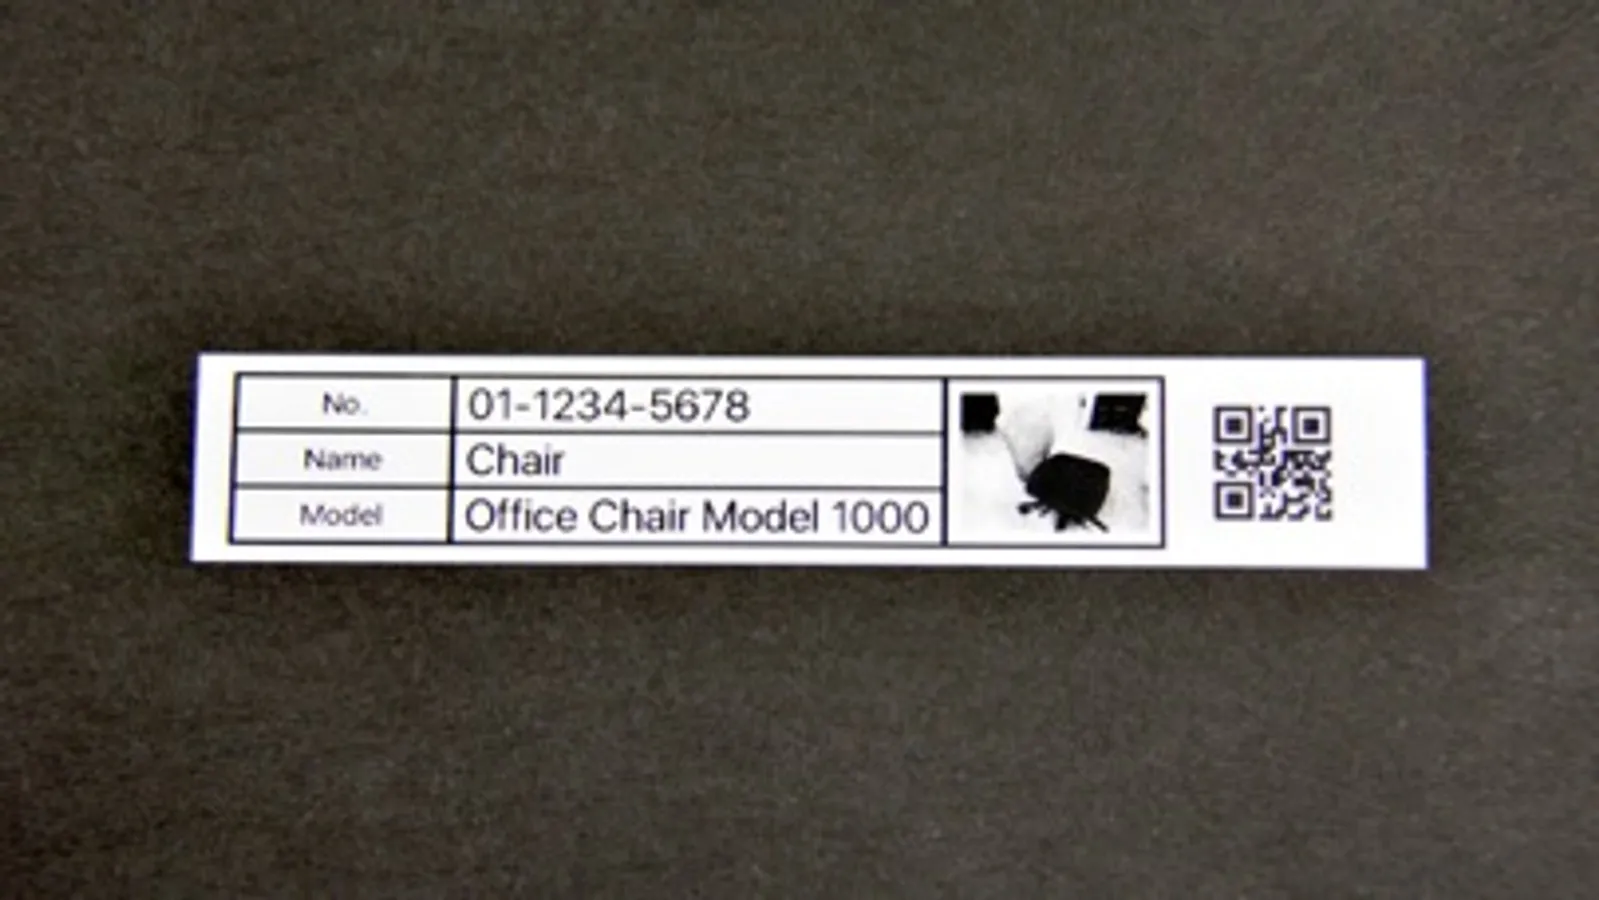 No. 01-1234-5678
Name Chair
Model Office Chair Model 1000